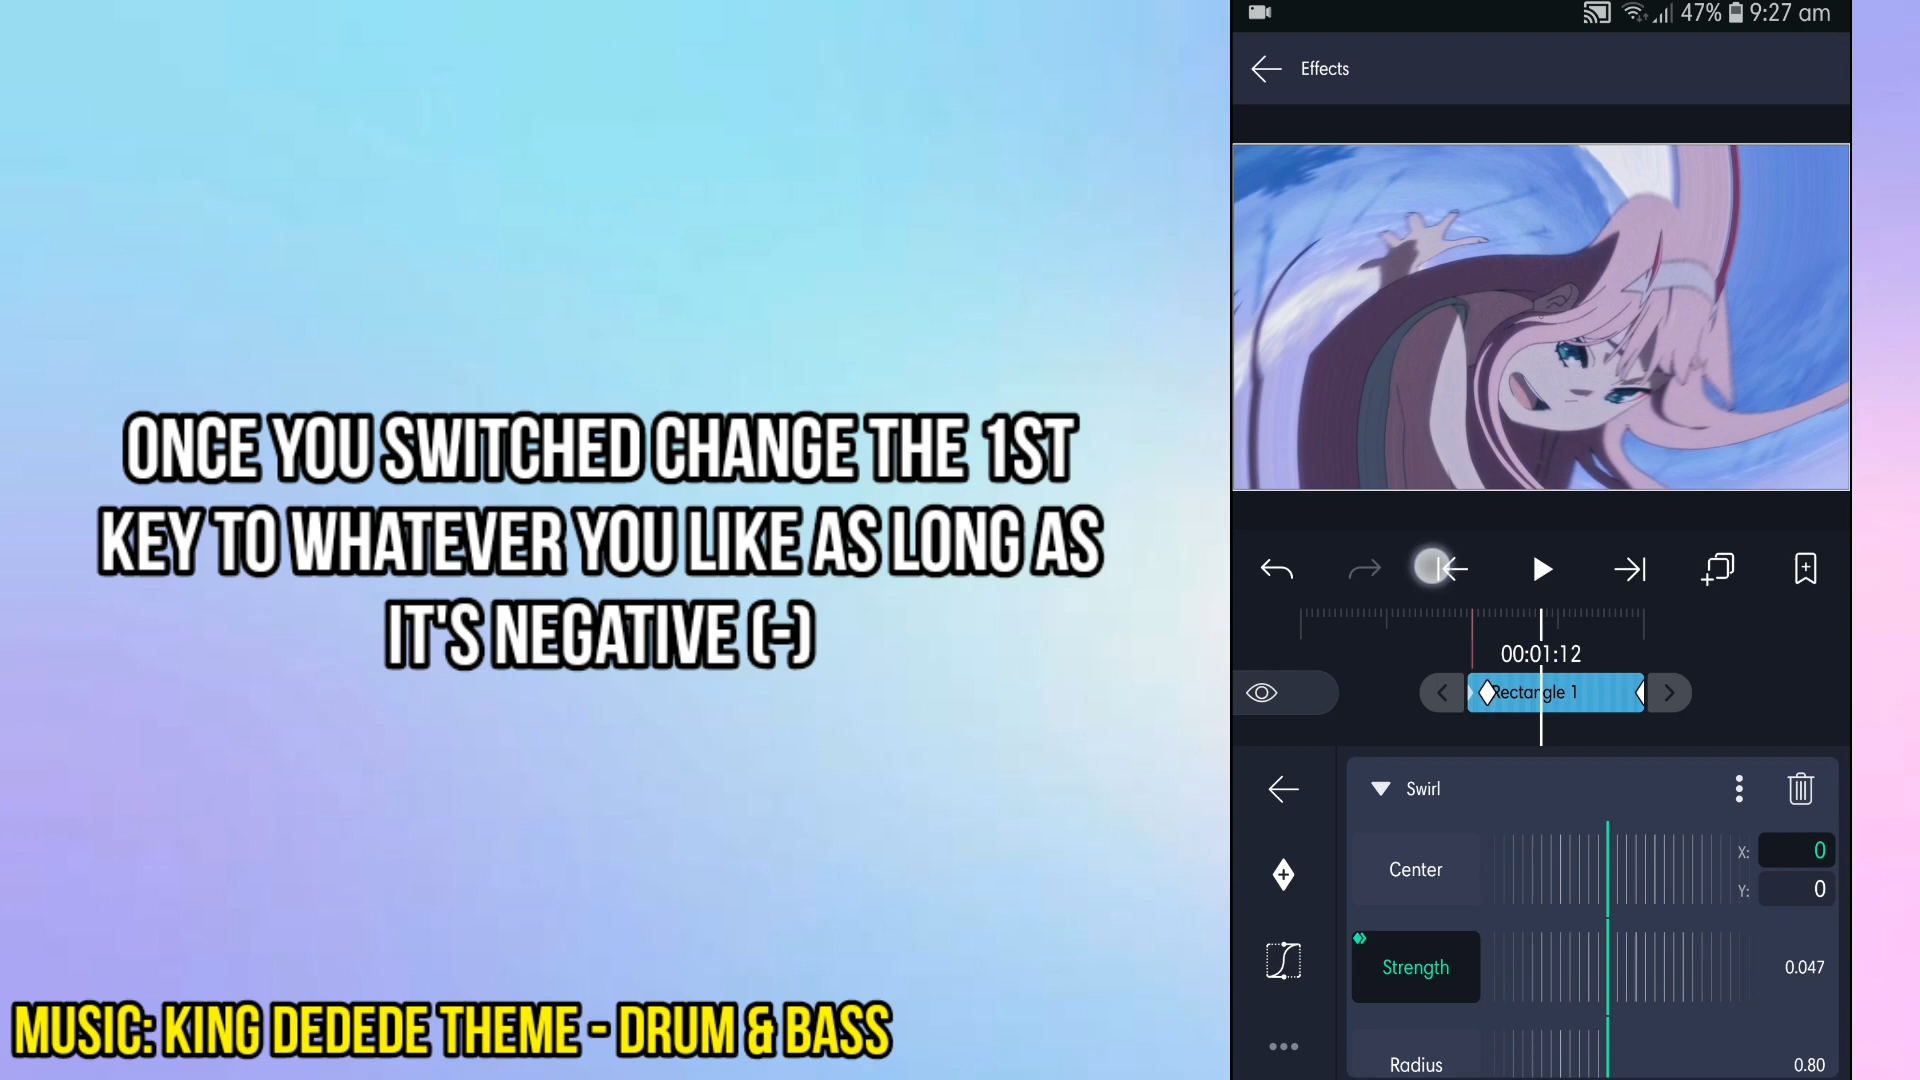 47% 9:27 am
Effects
ONCE YOU SWITCHED CHANGE THE 1ST
KEY TO WHATEVER YOU LIKE AS LONG AS
IT'S NEGATIVE (-)
00:01:12
Rectangle 1
Swirl
Center
X: 0
Y: 0
Strength
0.047
Radius
0.80
MUSIC: KING DEDEDE THEME - DRUM & BASS